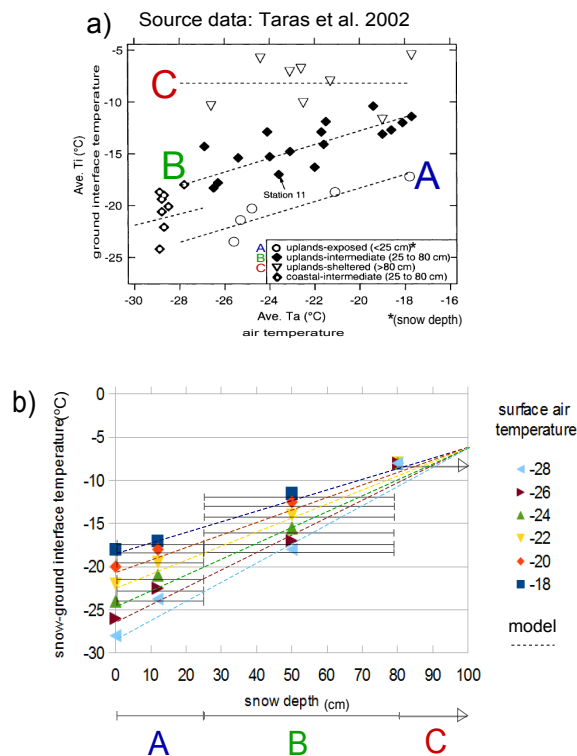 Source data: Taras et al. 2002
a)
-5
-10
-15
-20
-25
Ave. Ti (°C)
ground interface temperature
C
B
A
Station 11
A uplands-exposed (<25 cm)*
B uplands-intermediate (25 to 80 cm)
C uplands-sheltered (>80 cm)
coastal-intermediate (25 to 80 cm)
-30 -28 -26 -24 -22 -20 -18 -16
Ave. Ta (°C)
air temperature
*(snow depth)
b)
0
-5
-10
-15
-20
-25
-30
snow-ground interface temperature(°C)
0 10 20 30 40 50 60 70 80 90 100
snow depth (cm)
A B C
surface air
temperature
-28
-26
-24
-22
-20
-18
model